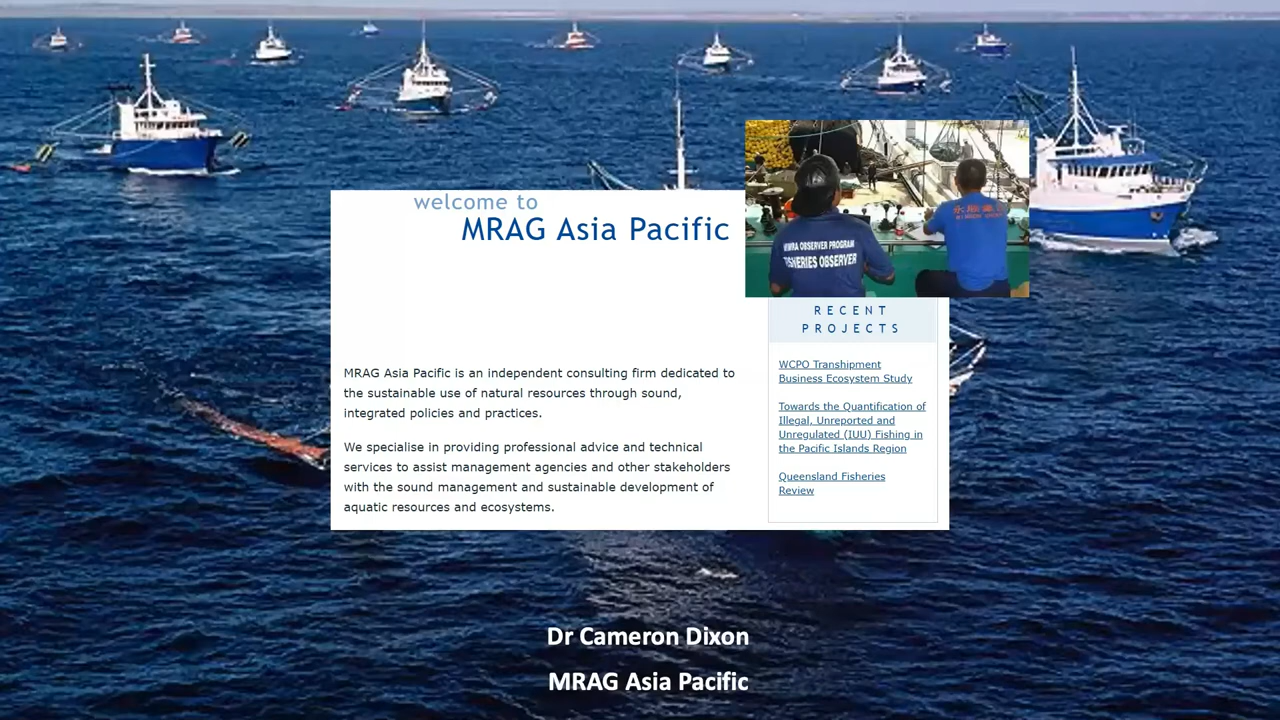 welcome to
MRAG Asia Pacific
FISHERIES OBSERVER
RECENT
PROJECTS
MRAG Asia Pacific is an independent consulting firm dedicated to
the sustainable use of natural resources through sound,
integrated policies and practices.
We specialise in providing professional advice and technical
services to assist management agencies and other stakeholders
with the sound management and sustainable development of
aquatic resources and ecosystems.
WCPO Transhipment
Business Ecosystem Study
Towards the Quantification of
Illegal, Unreported and
Unregulated (IUU) Fishing in
the Pacific Islands Region
Queensland Fisheries
Review
Dr Cameron Dixon
MRAG Asia Pacific